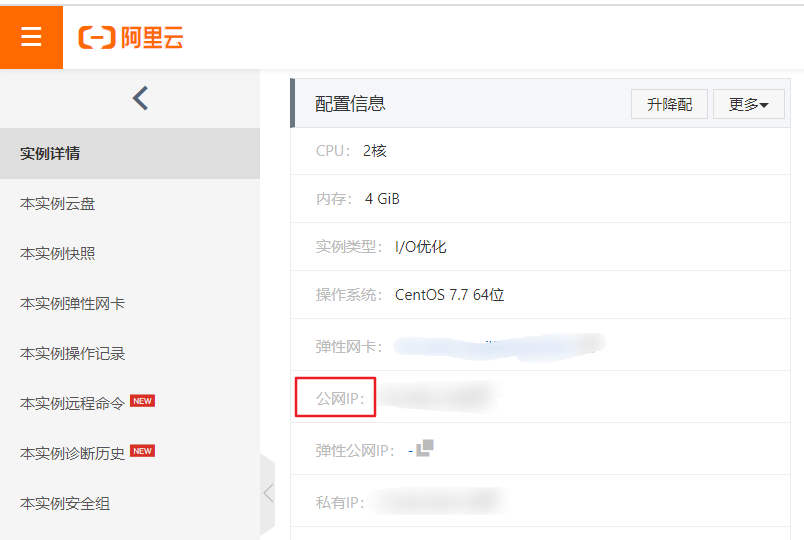 阿里云
配置信息
升降配
更多
实例详情
CPU： 2核
本实例云盘
内存： 4 GiB
本实例快照
实例类型： I/O优化
本实例弹性网卡
操作系统： CentOS 7.7 64位
本实例操作记录
弹性网卡：
本实例远程命令 NEW
公网IP：
本实例诊断历史 NEW
弹性公网IP： -
本实例安全组
私有IP：